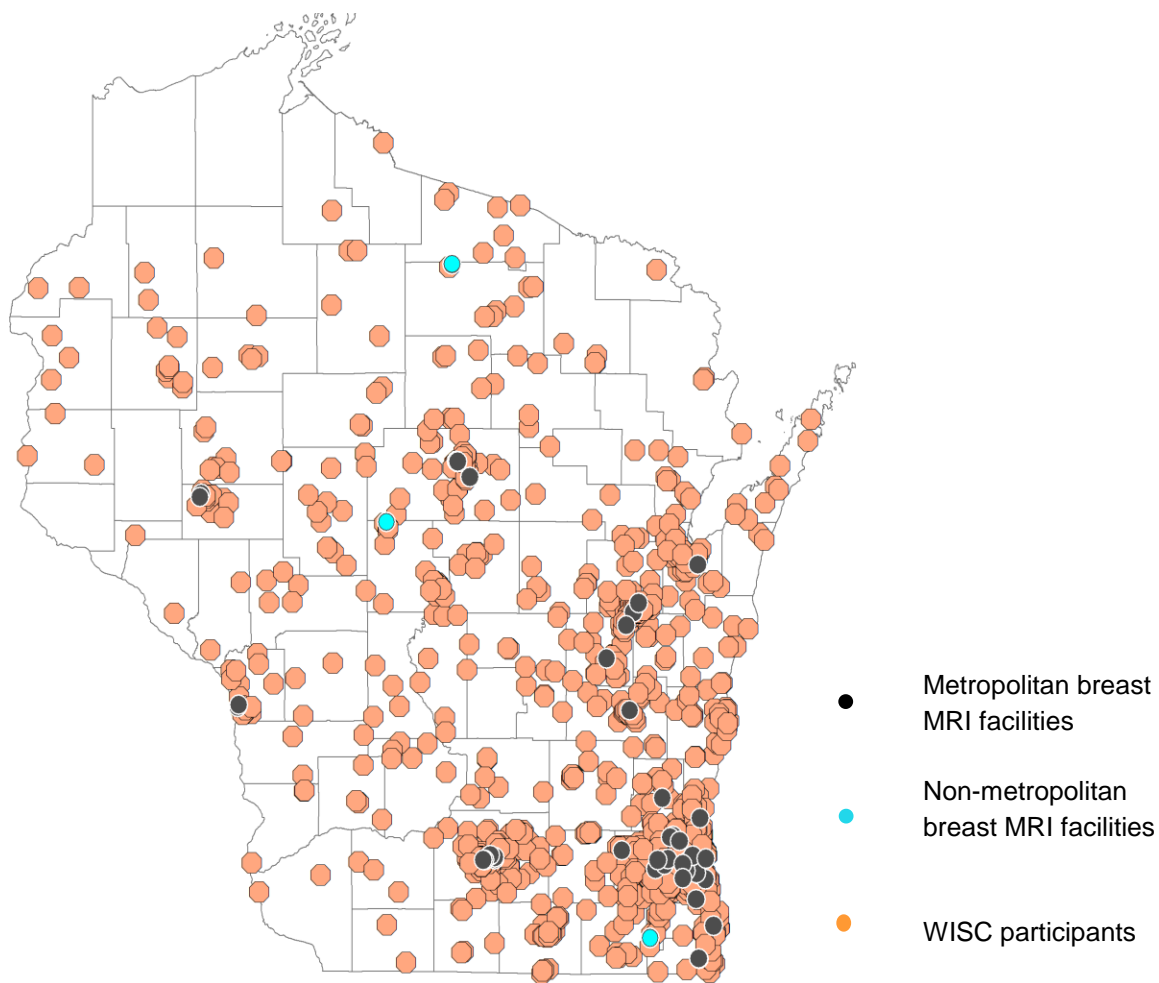 Metropolitan breast
MRI facilities
Non-metropolitan
breast MRI facilities
WISC participants